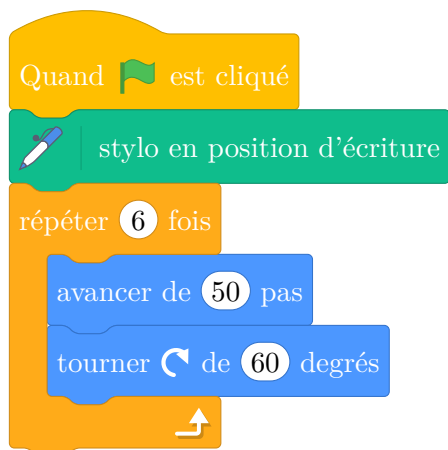 Quand est cliqué
stylo en position d'écriture
répéter 6 fois
avancer de 50 pas
tourner de 60 degrés